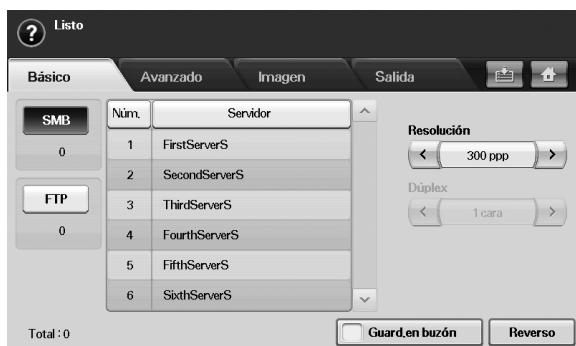 ? Listo
Básico Avanzado Imagen Salida
SMB
0
FTP
0
Núm. Servidor
1 FirstServerS
2 SecondServerS
3 ThirdServerS
4 FourthServerS
5 FifthServerS
6 SixthServerS
Resolución
< 300 ppp >
Dúplex
< 1 cara >
Total : 0
Guard.en buzón
Reverso